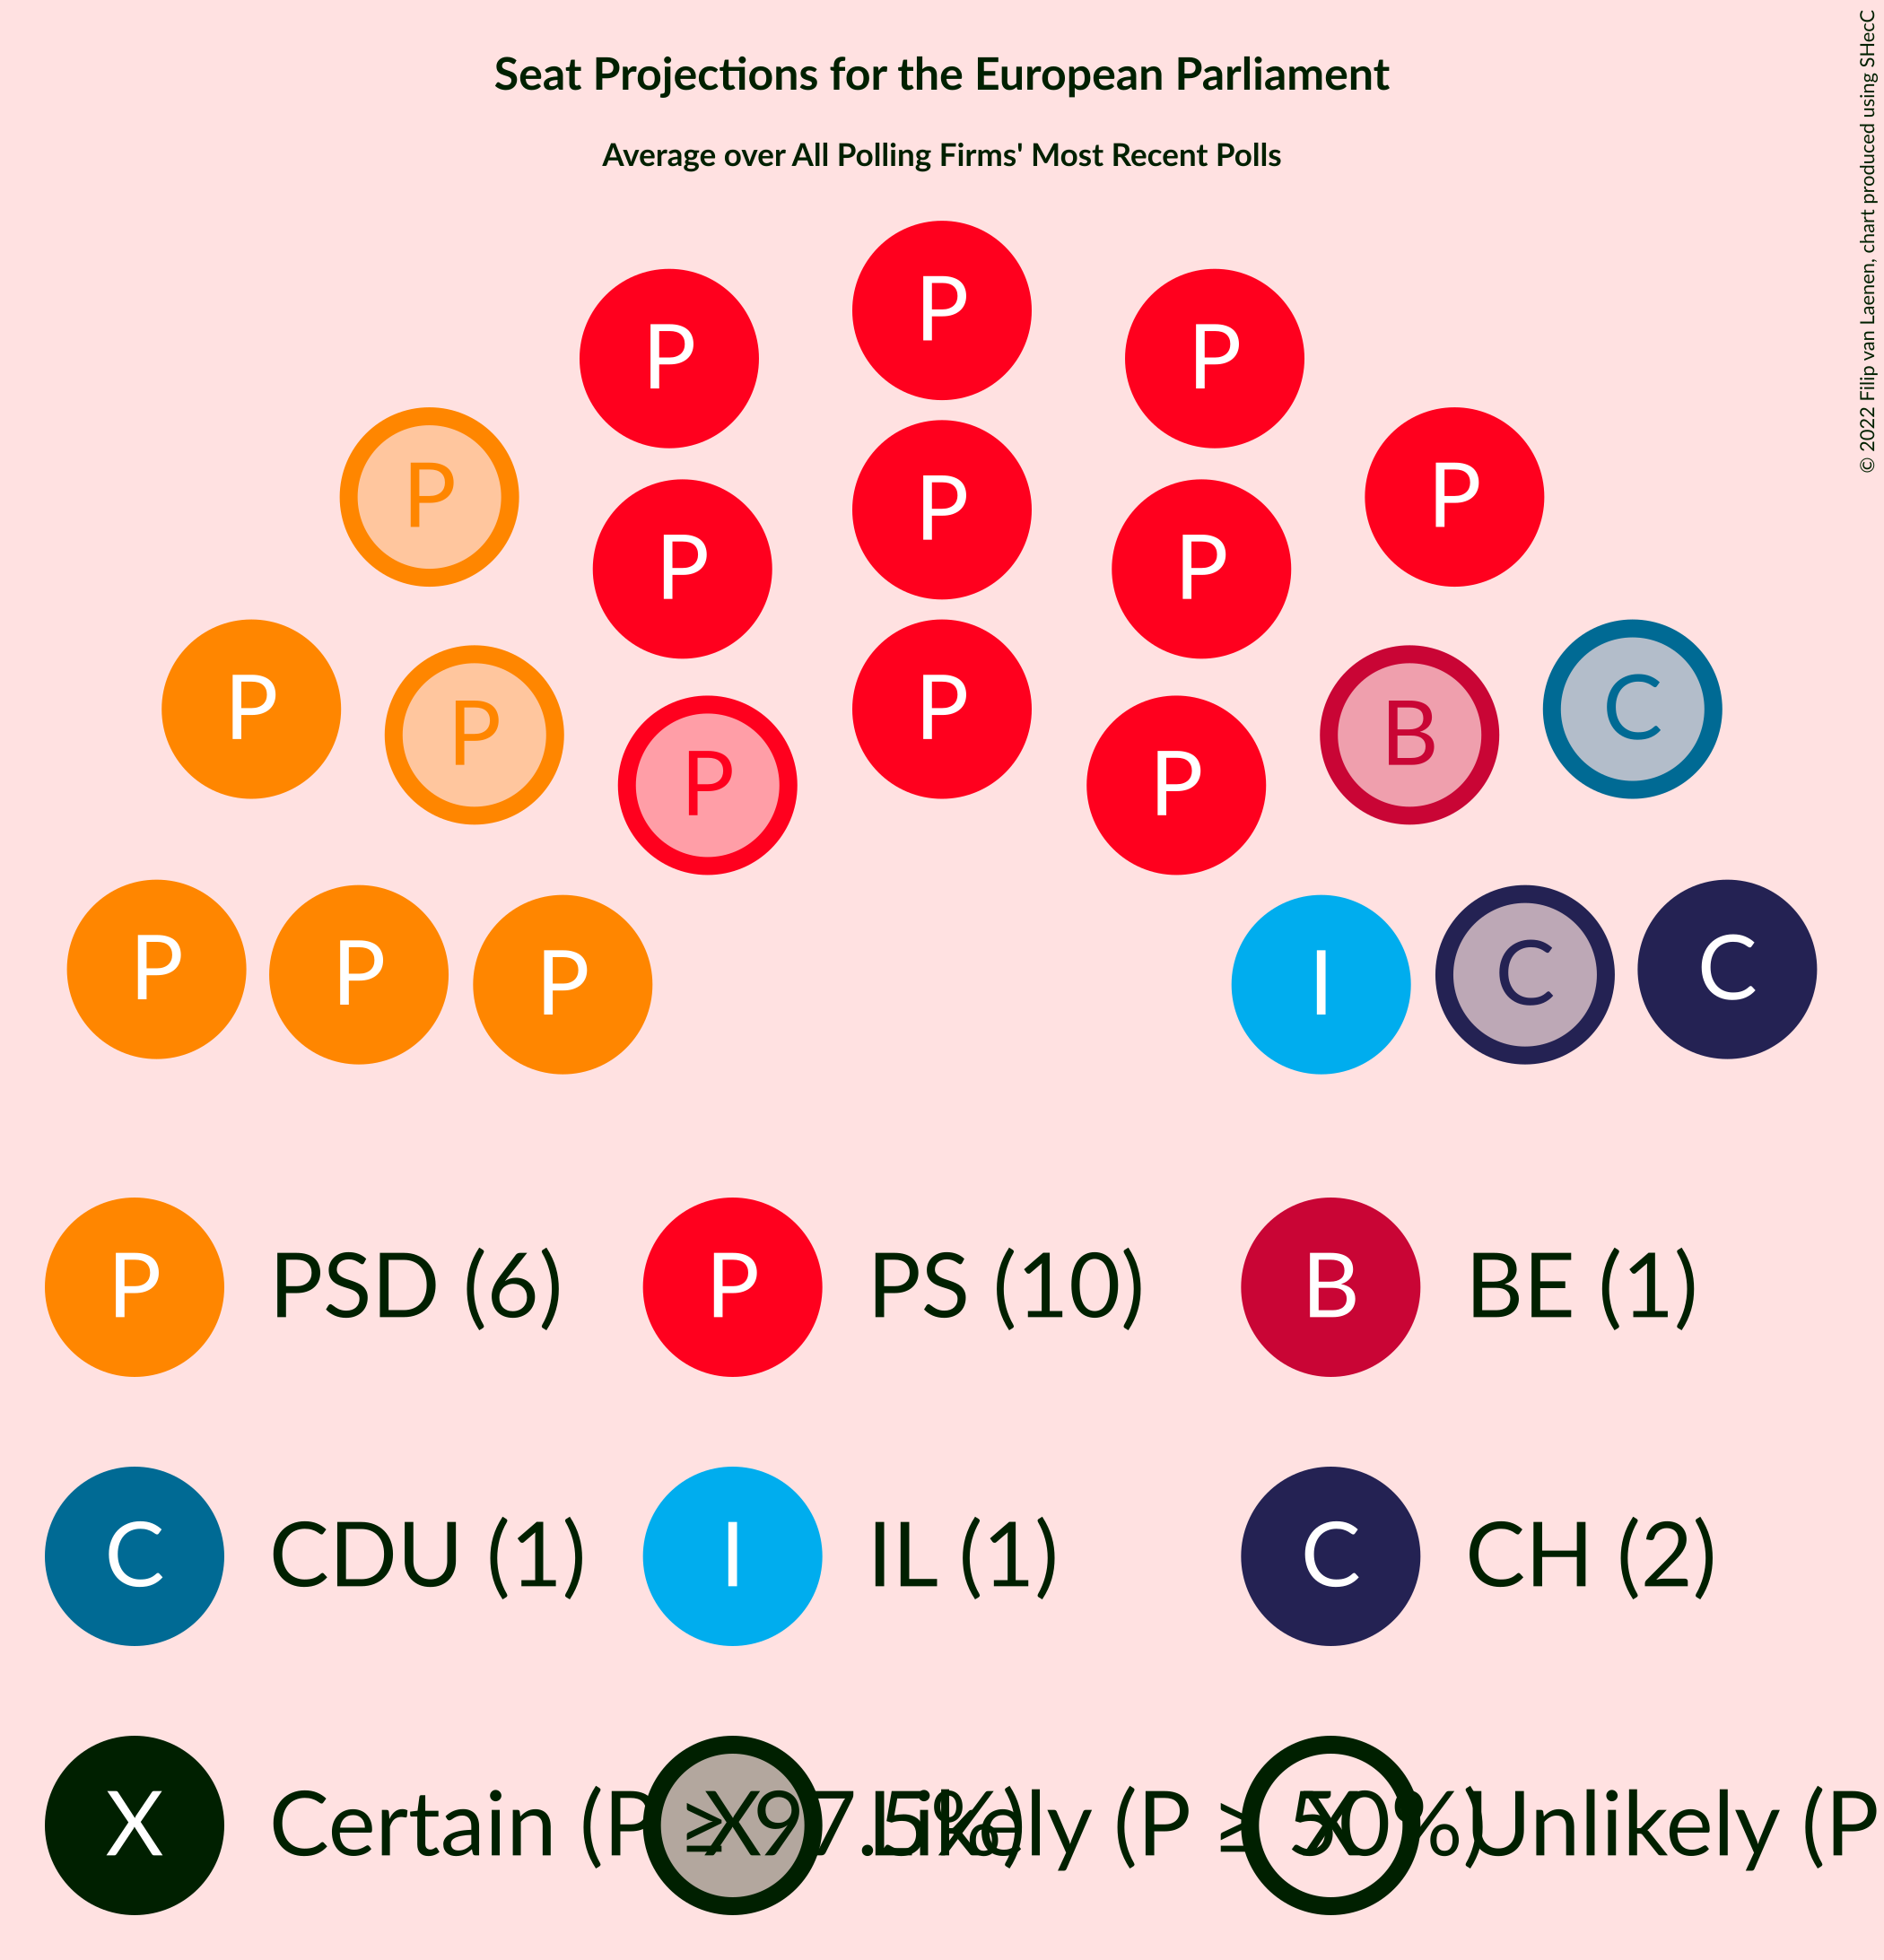 Seat Projections for the European Parliament
Average over All Polling Firms' Most Recent Polls
© 2022 Filip van Laenen, chart produced using SHecC
P
P P
P P
P
P P
P P
P P P
B C
P P
P P P
I C C
P PSD (6) P PS (10) B BE (1)
C CDU (1) I IL (1) C CH (2)
X Certain (P ≥ 97.5%) X Likely (P ≥ 50%) X Unlikely (P